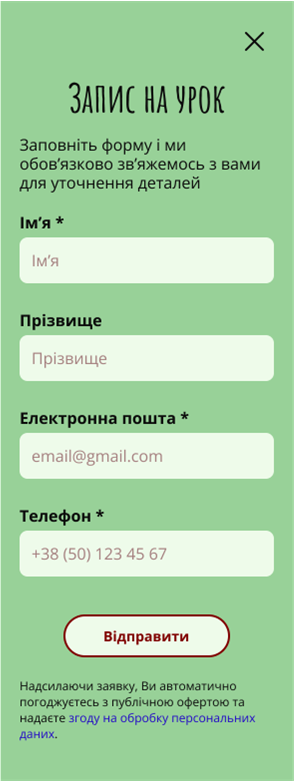 Запис на урок
Заповніть форму і ми
обов’язково зв’яжемось з вами
для уточнення деталей
Ім’я *
Ім’я
Прізвище
Прізвище
Електронна пошта *
email@gmail.com
Телефон *
+38 (50) 123 45 67
Відправити
Надсилаючи заявку, Ви автоматично
погоджуєтесь з публічною офертою та
надаєте згоду на обробку персональних
даних.